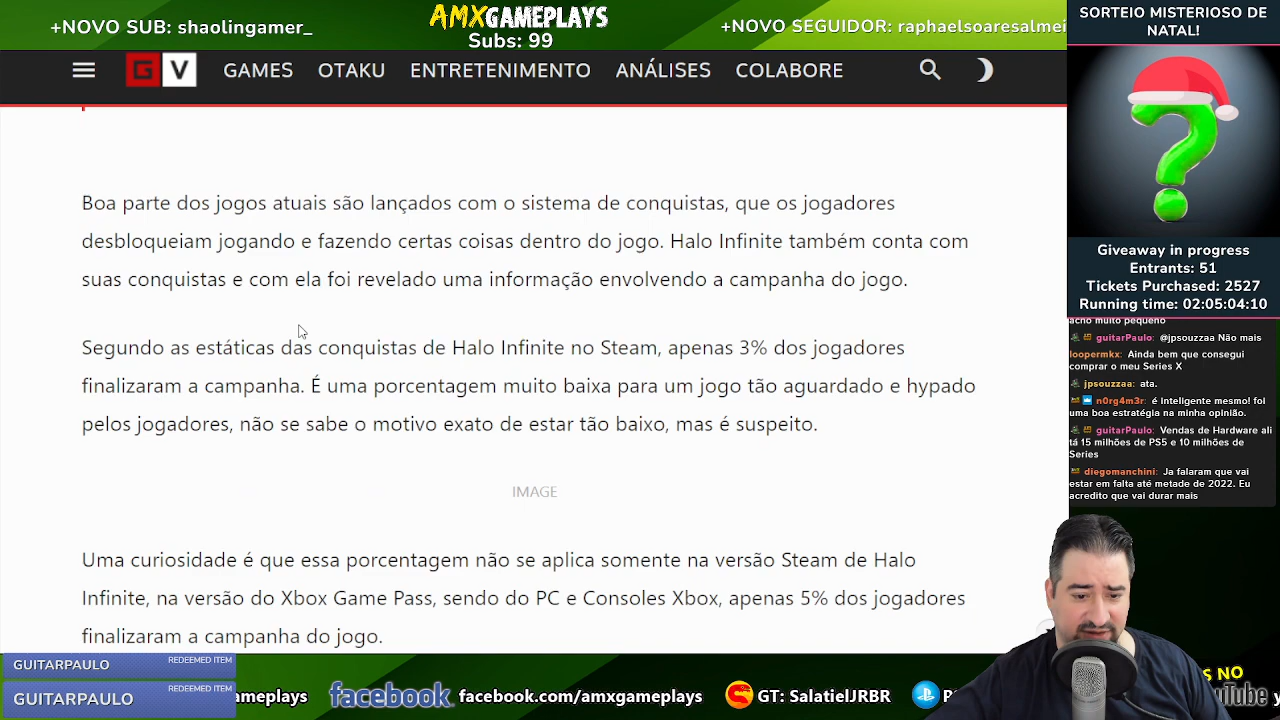 +NOVO SUB: shaolingamer_
AMXGAMEPLAYS
Subs: 99
+NOVO SEGUIDOR: raphaelsoaresalmei
SORTEIO MISTERIOSO DE
NATAL!
G V
GAMES OTAKU ENTRETENIMENTO ANÁLISES COLABORE
Boa parte dos jogos atuais são lançados com o sistema de conquistas, que os jogadores
desbloqueiam jogando e fazendo certas coisas dentro do jogo. Halo Infinite também conta com
suas conquistas e com ela foi revelado uma informação envolvendo a campanha do jogo.
Segundo as estáticas das conquistas de Halo Infinite no Steam, apenas 3% dos jogadores
finalizaram a campanha. É uma porcentagem muito baixa para um jogo tão aguardado e hypado
pelos jogadores, não se sabe o motivo exato de estar tão baixo, mas é suspeito.
IMAGE
Uma curiosidade é que essa porcentagem não se aplica somente na versão Steam de Halo
Infinite, na versão do Xbox Game Pass, sendo do PC e Consoles Xbox, apenas 5% dos jogadores
finalizaram a campanha do jogo.
Giveaway in progress
Entrants: 51
Tickets Purchased: 2527
Running time: 02:05:04:10
acho muito pequeno
guitarPaulo: @jpsouzzaa Não mais
loopermkx: Ainda bem que consegui
comprar o meu Series X
jpsouzzaa: ata.
n0rg4m3r: é inteligente mesmo! foi
uma boa estratégia na minha opinião.
guitarPaulo: Vendas de Hardware ali
tá 15 milhões de PS5 e 10 milhões de
Series
diegomanchini: Ja falaram que vai
estar em falta até metade de 2022. Eu
acredito que vai durar mais
GUITARPAULO REDEEMED ITEM
GUITARPAULO REDEEMED ITEM
ameplays
facebook facebook.com/amxgameplays
GT: SalatielJRBR
P
S NO
YouTube